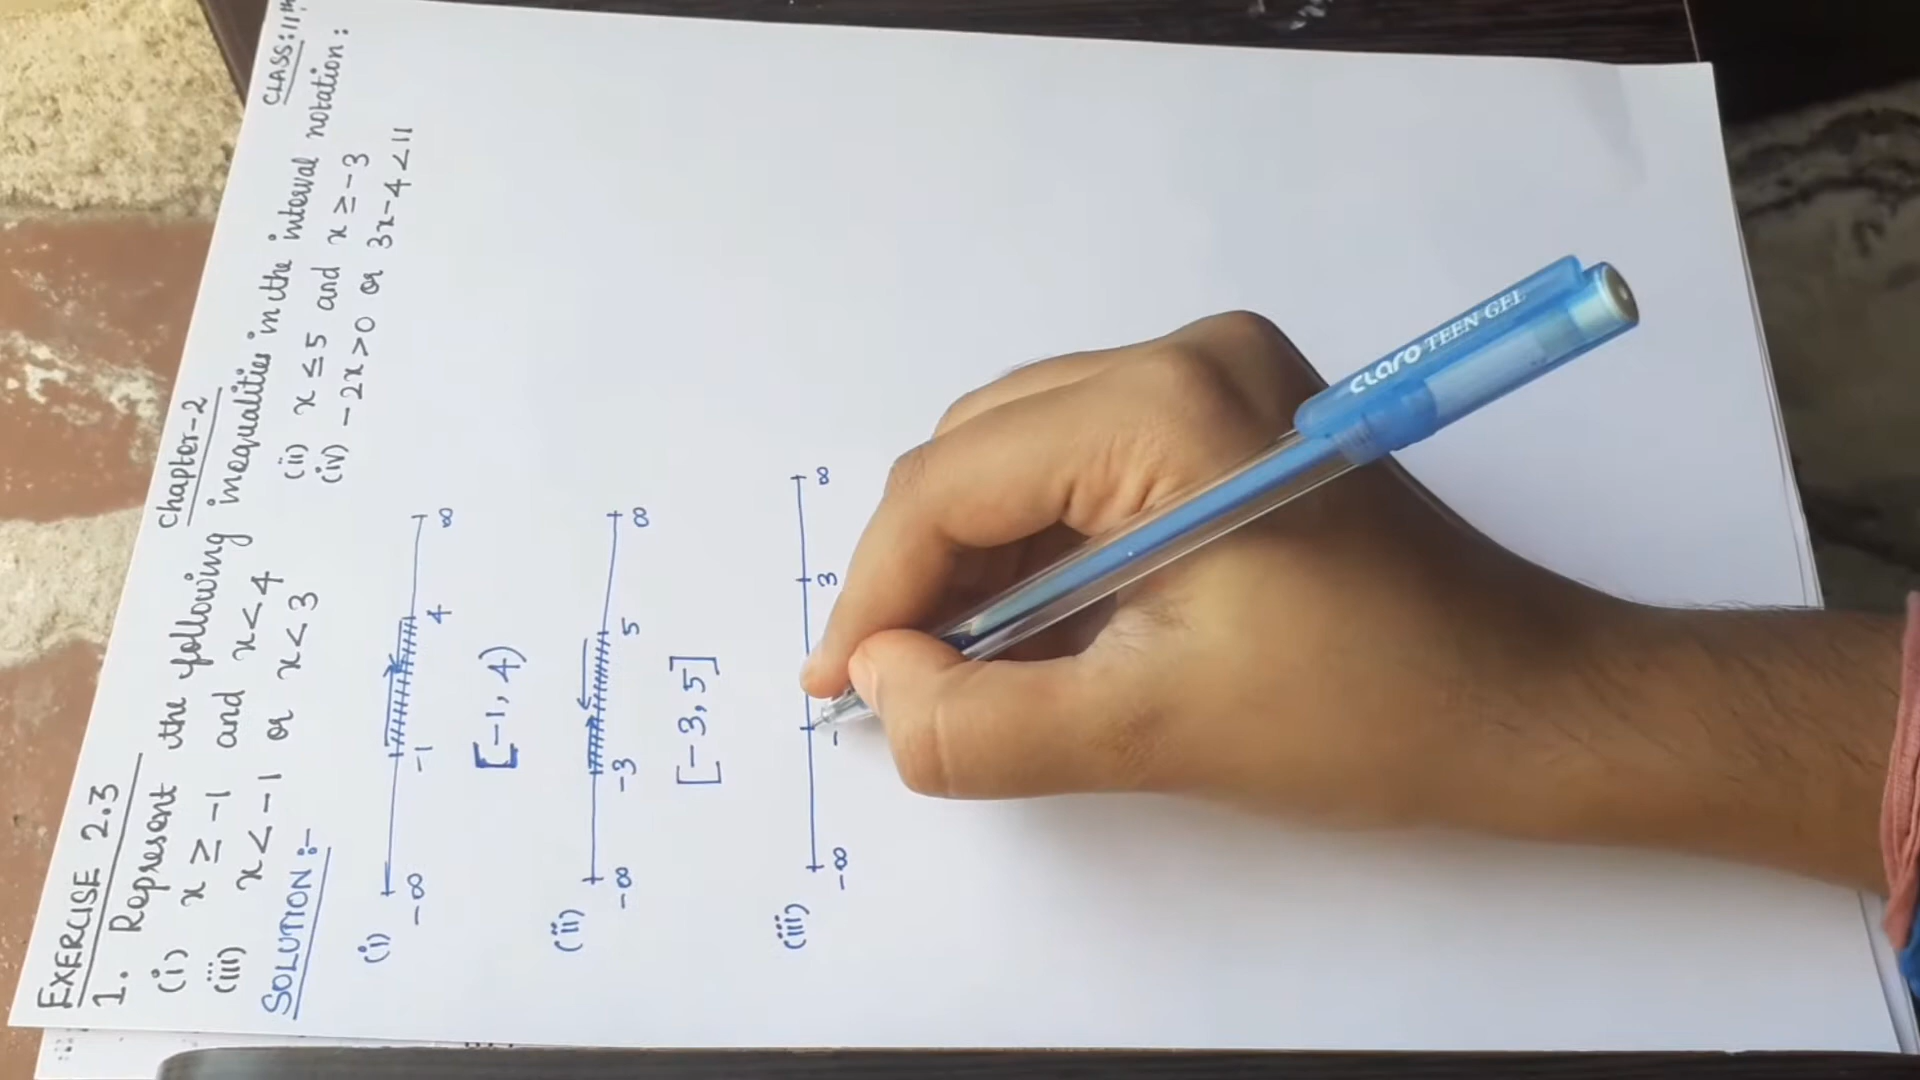 CLASS:11th
Chapter-2
EXERCISE 2.3
1. Represent the following inequalities in the interval notation:
(i) x ≥ -1 and x < 4 (ii) x ≤ 5 and x ≥ -3
(iii) x < -1 or x < 3 (iv) -2x > 0 or 3x-4 < 11
SOLUTION:-
(i)
-∞ -1 4 ∞
[-1, 4)
(ii)
-∞ -3 5 ∞
[-3, 5]
(iii)
-∞ - 3 ∞
claro TEEN GEL